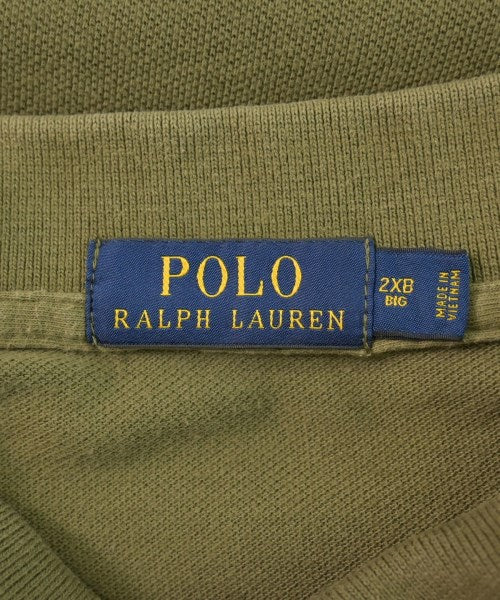 POLO
RALPH LAUREN
2XB
BIG
MADE IN
VIETNAM